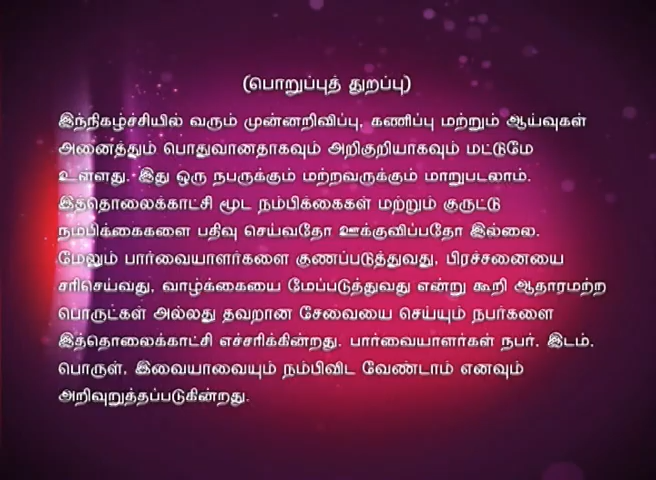 (பொறுப்புத் துறப்பு)
இந்நிகழ்ச்சியில் வரும் முன்னறிவிப்பு, கணிப்பு மற்றும் ஆய்வுகள்
அனைத்தும் பொதுவானதாகவும் அறிகுறியாகவும் மட்டுமே
உள்ளது. இது ஒரு நபருக்கும் மற்றவருக்கும் மாறுபடலாம்.
இத்தொலைக்காட்சி மூட நம்பிக்கைகள் மற்றும் குருட்டு
நம்பிக்கைகளை பதிவு செய்வதோ ஊக்குவிப்பதோ இல்லை.
மேலும் பார்வையாளர்களை குணப்படுத்துவது, பிரச்சனையை
சரிசெய்வது, வாழ்க்கையை மேப்படுத்துவது என்று கூறி ஆதாரமற்ற
பொருட்கள் அல்லது தவறான சேவையை செய்யும் நபர்களை
இத்தொலைக்காட்சி எச்சரிக்கின்றது. பார்வையாளர்கள் நபர், இடம்,
பொருள், இவையாவையும் நம்பிவிட வேண்டாம் எனவும்
அறிவுறுத்தப்படுகின்றது.